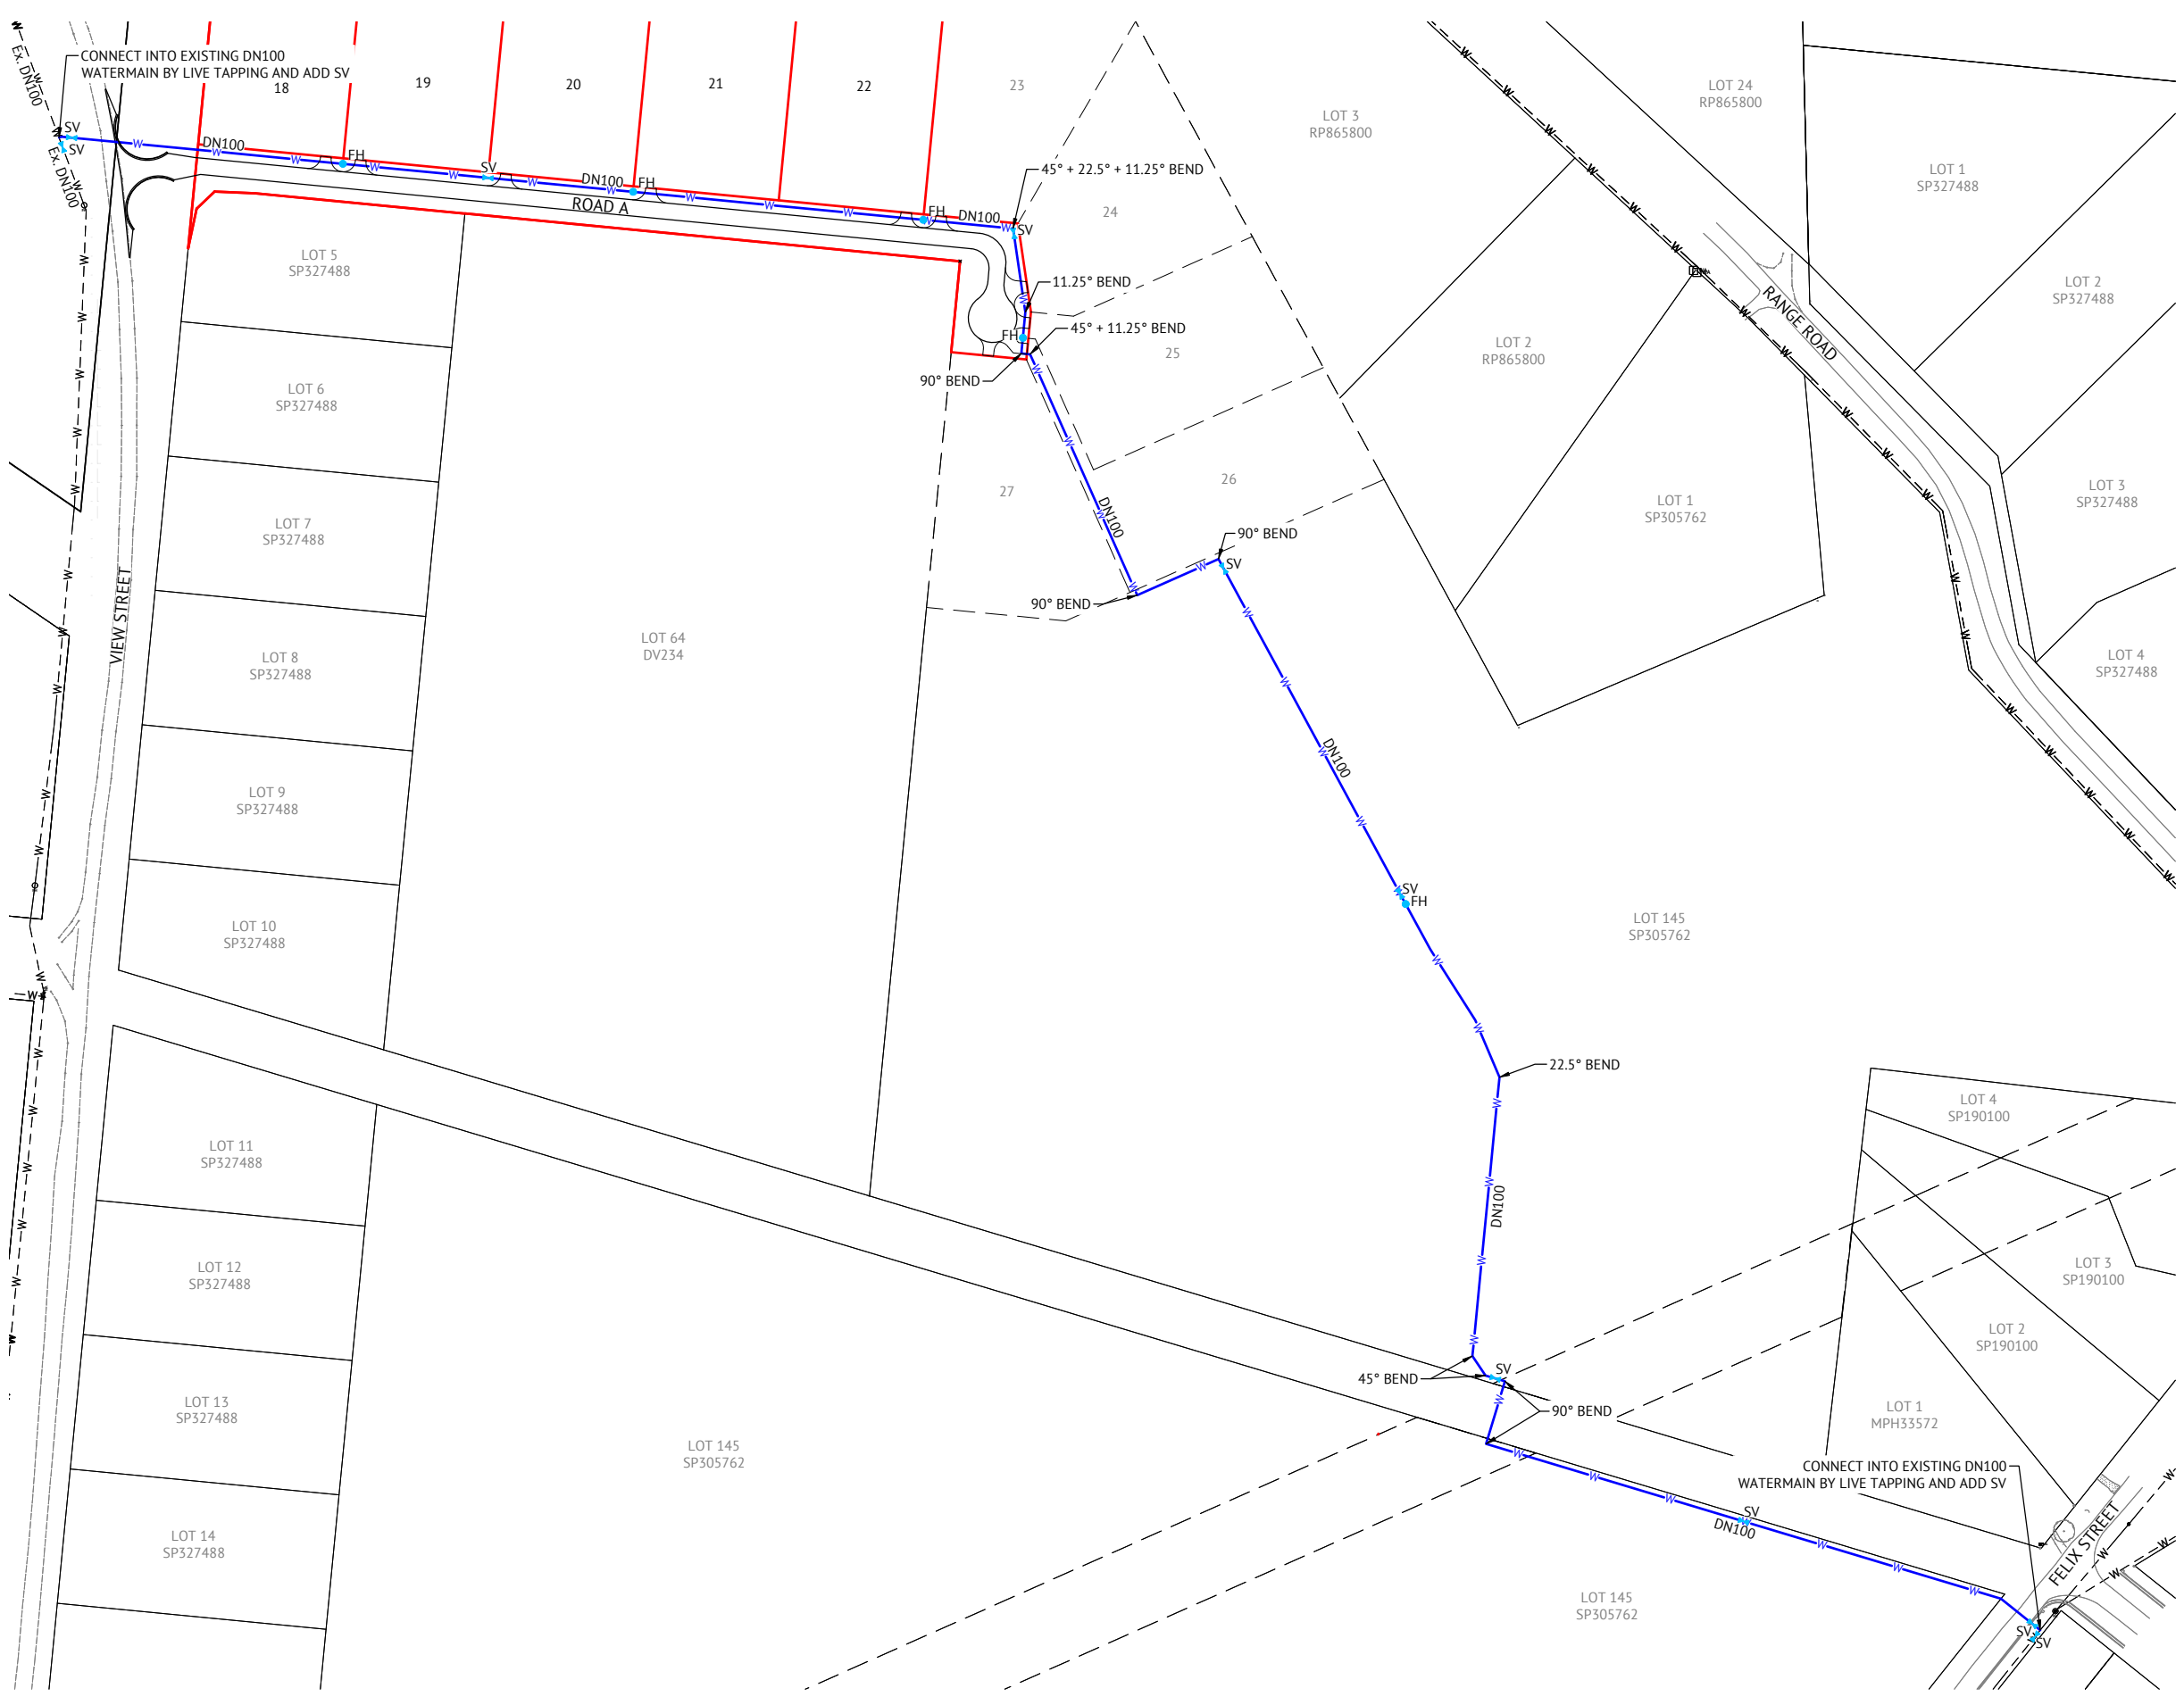 CONNECT INTO EXISTING DN100
WATERMAIN BY LIVE TAPPING AND ADD SV
Ex. DN100
Ex. DN100
SV
SV
18
19
20
21
22
23
24
25
26
27
DN100
FH
SV
DN100
FH
FH
DN100
SV
ROAD A
45° + 22.5° + 11.25° BEND
11.25° BEND
45° + 11.25° BEND
FH
90° BEND
DN100
90° BEND
90° BEND
SV
DN100
SV
FH
22.5° BEND
DN100
45° BEND
SV
90° BEND
SV
DN100
CONNECT INTO EXISTING DN100
WATERMAIN BY LIVE TAPPING AND ADD SV
SV
SV
FELIX STREET
RANGE ROAD
VIEW STREET
LOT 3
RP865800
LOT 24
RP865800
LOT 1
SP327488
LOT 2
SP327488
LOT 2
RP865800
LOT 1
SP305762
LOT 3
SP327488
LOT 4
SP327488
LOT 5
SP327488
LOT 6
SP327488
LOT 7
SP327488
LOT 8
SP327488
LOT 9
SP327488
LOT 10
SP327488
LOT 11
SP327488
LOT 12
SP327488
LOT 13
SP327488
LOT 14
SP327488
LOT 64
DV234
LOT 145
SP305762
LOT 145
SP305762
LOT 145
SP305762
LOT 4
SP190100
LOT 3
SP190100
LOT 2
SP190100
LOT 1
MPH33572